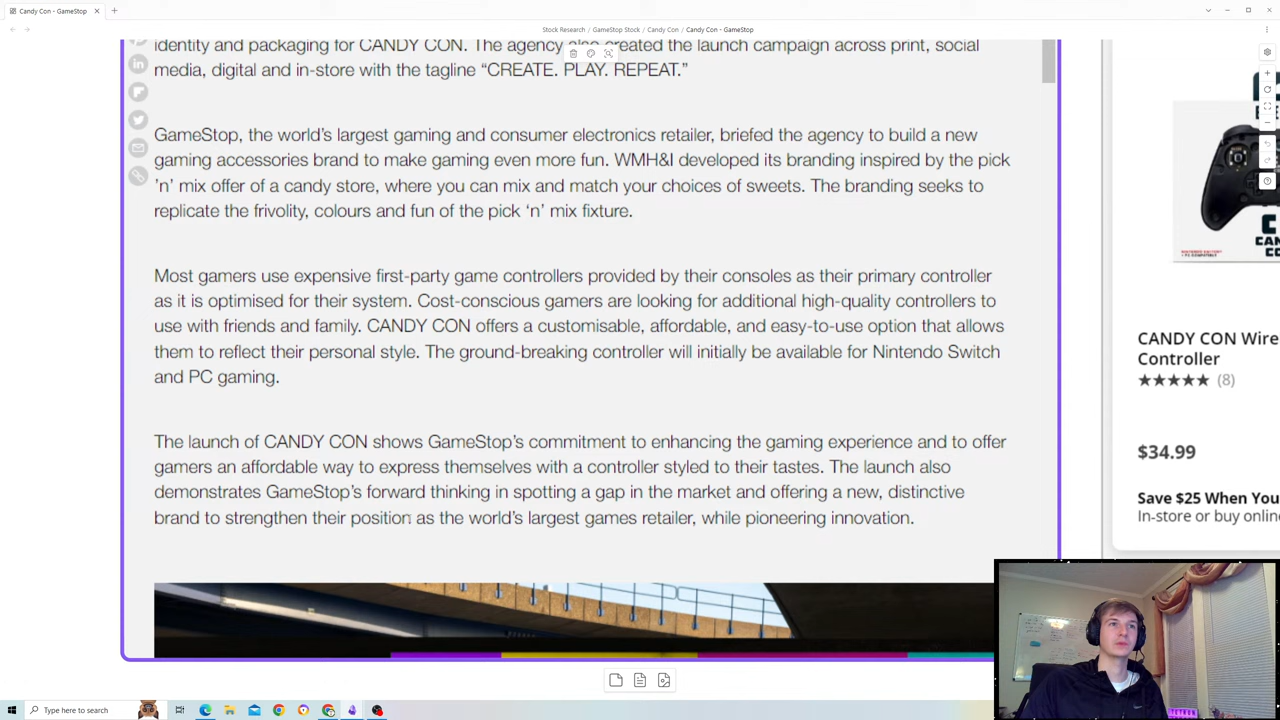 Candy Con - GameStop
Stock Research / GameStop Stock / Candy Con / Candy Con - GameStop
identity and packaging for CANDY CON. The agency also created the launch campaign across print, social
media, digital and in-store with the tagline “CREATE. PLAY. REPEAT.”
GameStop, the world’s largest gaming and consumer electronics retailer, briefed the agency to build a new
gaming accessories brand to make gaming even more fun. WMH&I developed its branding inspired by the pick
’n’ mix offer of a candy store, where you can mix and match your choices of sweets. The branding seeks to
replicate the frivolity, colours and fun of the pick ‘n’ mix fixture.
Most gamers use expensive first-party game controllers provided by their consoles as their primary controller
as it is optimised for their system. Cost-conscious gamers are looking for additional high-quality controllers to
use with friends and family. CANDY CON offers a customisable, affordable, and easy-to-use option that allows
them to reflect their personal style. The ground-breaking controller will initially be available for Nintendo Switch
and PC gaming.
The launch of CANDY CON shows GameStop’s commitment to enhancing the gaming experience and to offer
gamers an affordable way to express themselves with a controller styled to their tastes. The launch also
demonstrates GameStop’s forward thinking in spotting a gap in the market and offering a new, distinctive
brand to strengthen their position as the world’s largest games retailer, while pioneering innovation.
CANDY CON Wire
Controller
(8)
$34.99
Save $25 When You
In-store or buy online
Type here to search